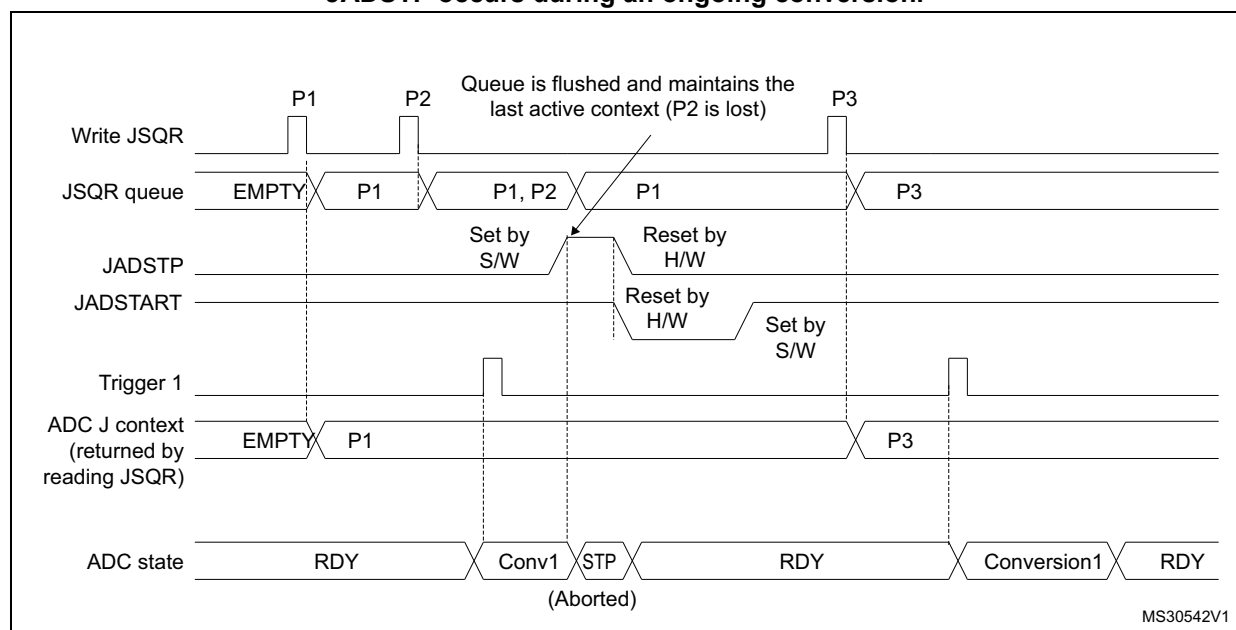 JADSTP occurs during an ongoing conversion.
Queue is flushed and maintains the
last active context (P2 is lost)
P1
P2
P3
Write JSQR
JSQR queue
EMPTY
P1
P1, P2
P1
P3
Set by
S/W
Reset by
H/W
JADSTP
JADSTART
Reset by
H/W
Set by
S/W
Trigger 1
ADC J context
(returned by
reading JSQR)
EMPTY
P1
P3
ADC state
RDY
Conv1
STP
RDY
Conversion1
RDY
(Aborted)
MS30542V1